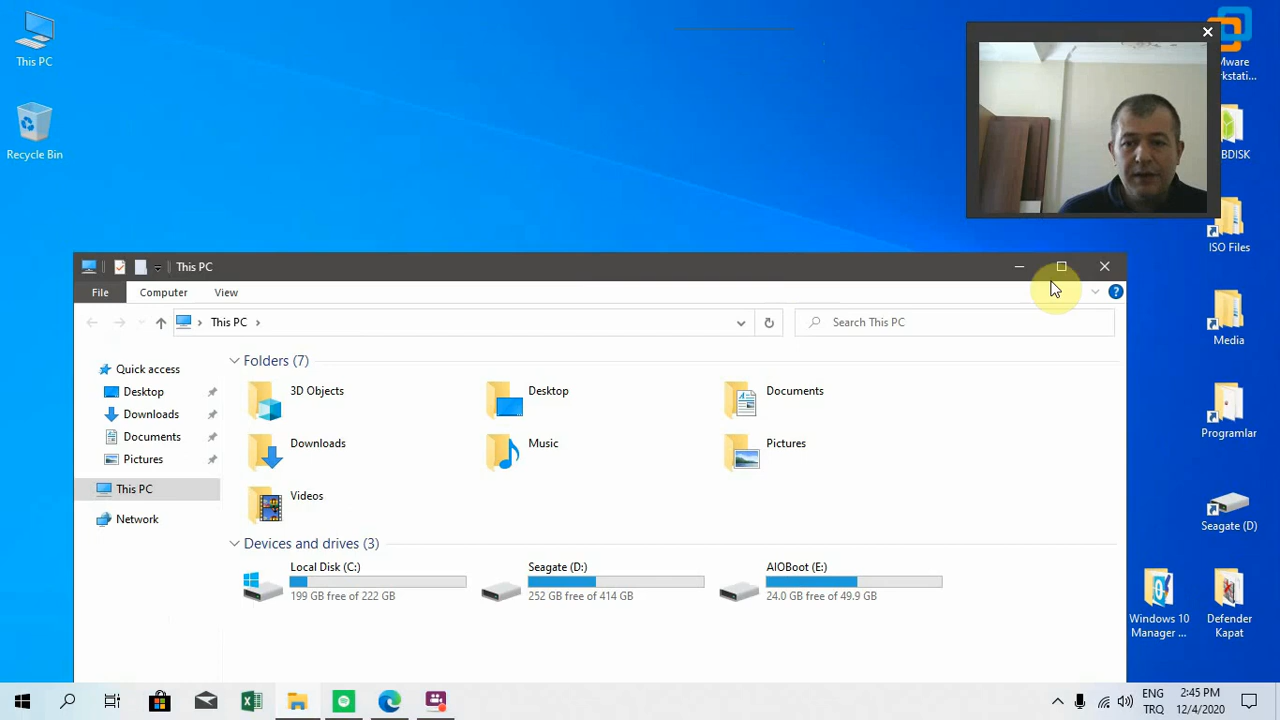 This PC
Recycle Bin
Mware
rkstati...
BDISK
ISO Files
Media
Programlar
Seagate (D)
Windows 10
Manager ...
Defender
Kapat
This PC
File
Computer
View
This PC
Search This PC
Quick access
Desktop
Downloads
Documents
Pictures
This PC
Network
Folders (7)
3D Objects
Desktop
Documents
Downloads
Music
Pictures
Videos
Devices and drives (3)
Local Disk (C:)
199 GB free of 222 GB
Seagate (D:)
252 GB free of 414 GB
AIOBoot (E:)
24.0 GB free of 49.9 GB
ENG
TRQ
2:45 PM
12/4/2020